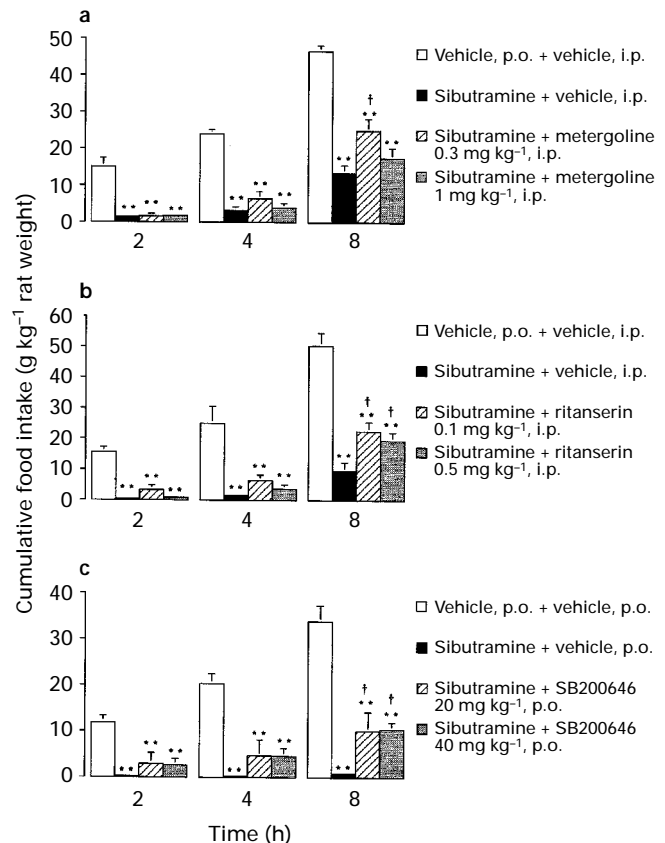 Cumulative food intake (g kg⁻¹ rat weight)
a
50
40
30
20
10
0
** ** **
** ** **
** † ** **
2 4 8
Vehicle, p.o. + vehicle, i.p.
Sibutramine + vehicle, i.p.
Sibutramine + metergoline
0.3 mg kg⁻¹, i.p.
Sibutramine + metergoline
1 mg kg⁻¹, i.p.
b
60
50
40
30
20
10
0
** ** **
** ** **
** † ** † **
2 4 8
Vehicle, p.o. + vehicle, i.p.
Sibutramine + vehicle, i.p.
Sibutramine + ritanserin
0.1 mg kg⁻¹, i.p.
Sibutramine + ritanserin
0.5 mg kg⁻¹, i.p.
c
40
30
20
10
0
** ** **
** ** **
** † ** † **
2 4 8
Vehicle, p.o. + vehicle, p.o.
Sibutramine + vehicle, p.o.
Sibutramine + SB200646
20 mg kg⁻¹, p.o.
Sibutramine + SB200646
40 mg kg⁻¹, p.o.
Time (h)